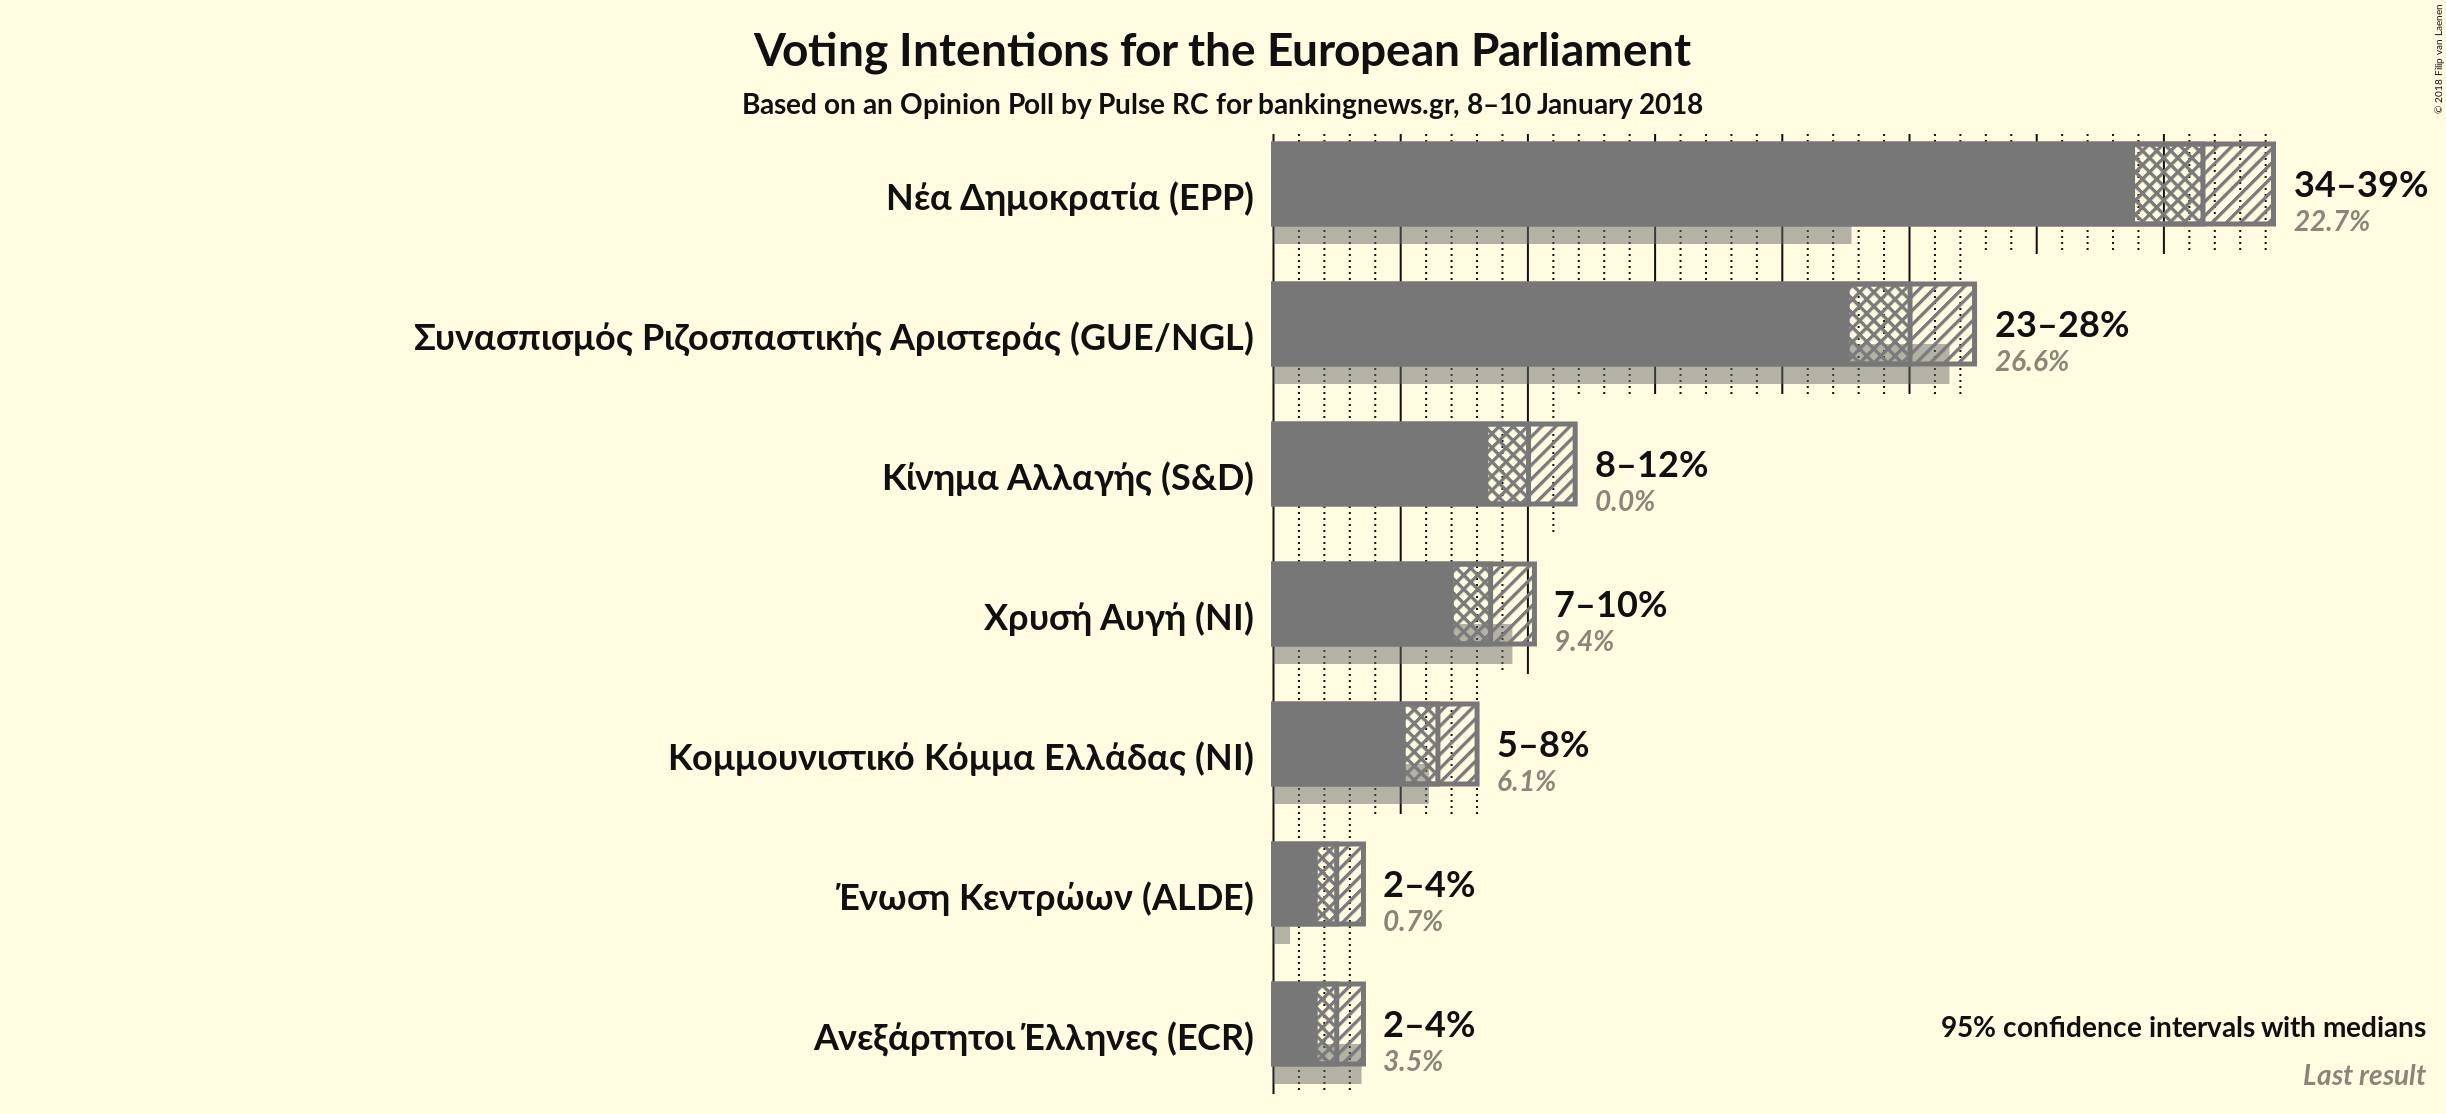 Voting Intentions for the European Parliament
Based on an Opinion Poll by Pulse RC for bankingnews.gr, 8–10 January 2018
© 2018 Filip van Laenen
Νέα Δημοκρατία (EPP)
34–39%
22.7%
Συνασπισμός Ριζοσπαστικής Αριστεράς (GUE/NGL)
23–28%
26.6%
Κίνημα Αλλαγής (S&D)
8–12%
0.0%
Χρυσή Αυγή (NI)
7–10%
9.4%
Κομμουνιστικό Κόμμα Ελλάδας (NI)
5–8%
6.1%
Ένωση Κεντρώων (ALDE)
2–4%
0.7%
Ανεξάρτητοι Έλληνες (ECR)
2–4%
3.5%
95% confidence intervals with medians
Last result